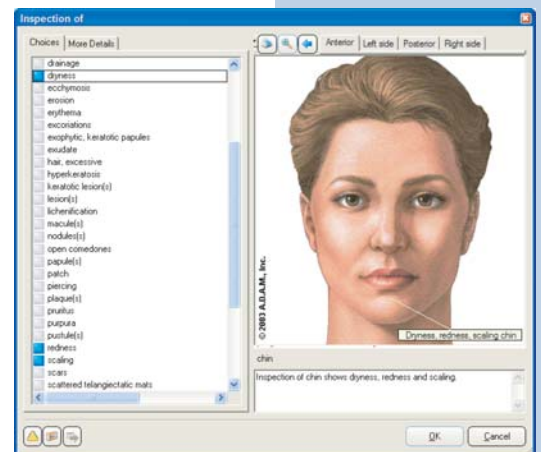 Inspection of
Choices
More Details
Anterior
Left side
Posterior
Right side
drainage
dryness
ecchymosis
erosion
erythema
excoriations
exophytic, keratotic papules
exudate
hair, excessive
hyperkeratosis
keratotic lesion(s)
lesion(s)
lichenification
macule(s)
nodules(s)
open comedones
papule(s)
patch
piercing
plaque(s)
pruritus
purpura
pustule(s)
redness
scaling
scars
scattered telangiectatic mats
© 2003 A.D.A.M., Inc.
Dryness, redness, scaling chin
chin
Inspection of chin shows dryness, redness and scaling.
OK
Cancel